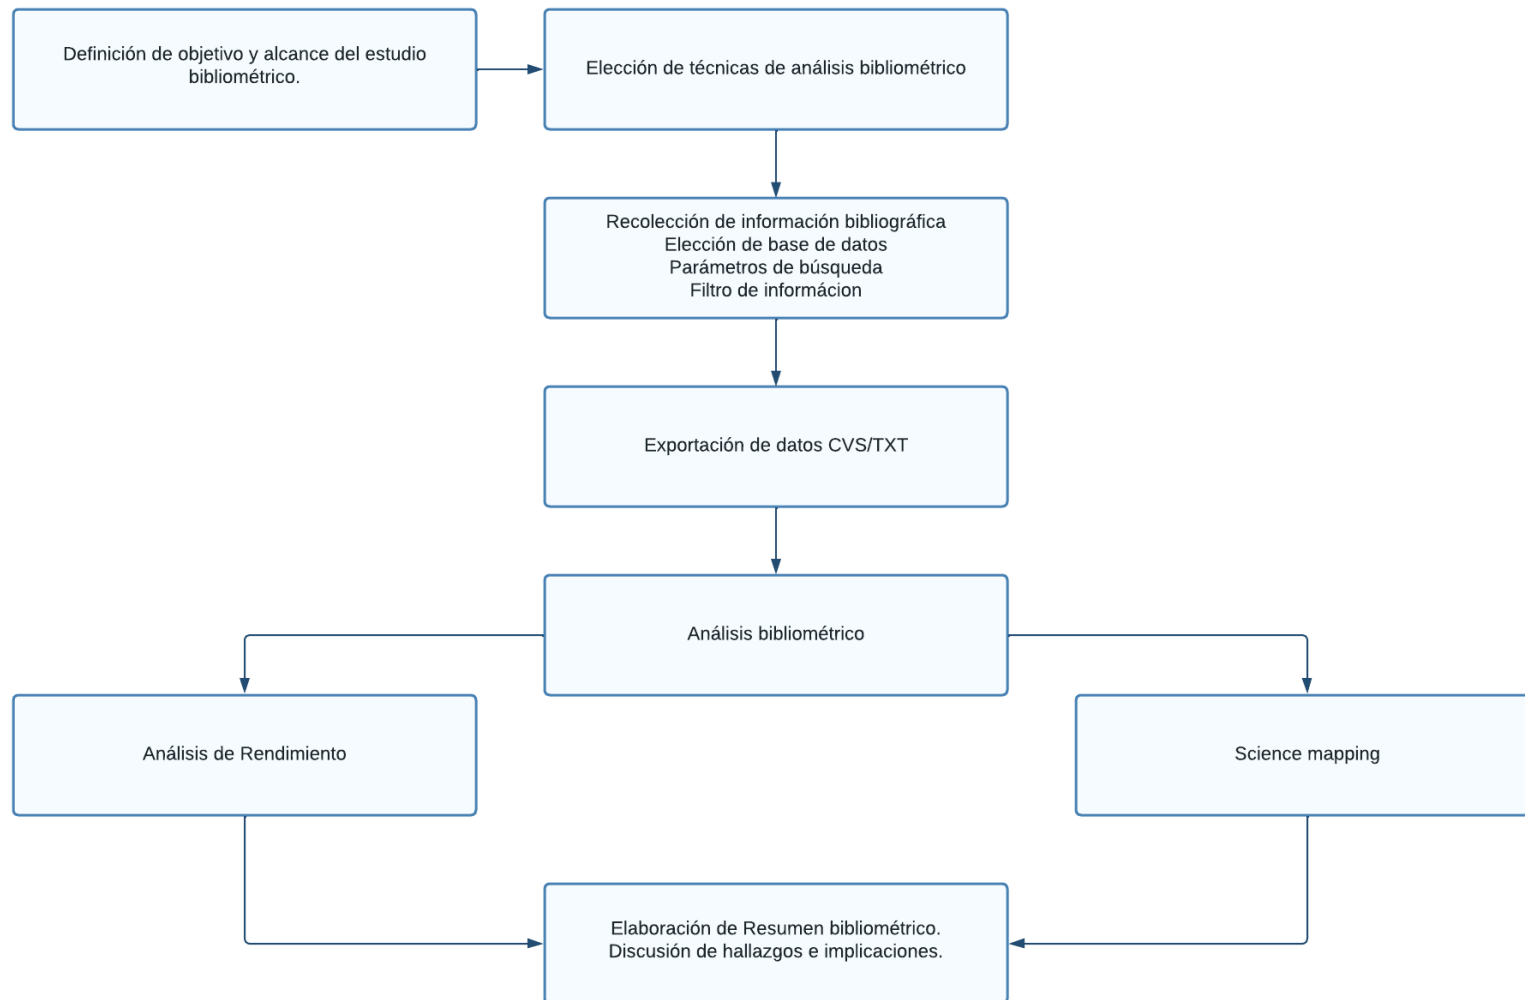 Definición de objetivo y alcance del estudio
bibliométrico.
Elección de técnicas de análisis bibliométrico
Recolección de información bibliográfica
Elección de base de datos
Parámetros de búsqueda
Filtro de informácion
Exportación de datos CVS/TXT
Análisis bibliométrico
Análisis de Rendimiento
Science mapping
Elaboración de Resumen bibliométrico.
Discusión de hallazgos e implicaciones.